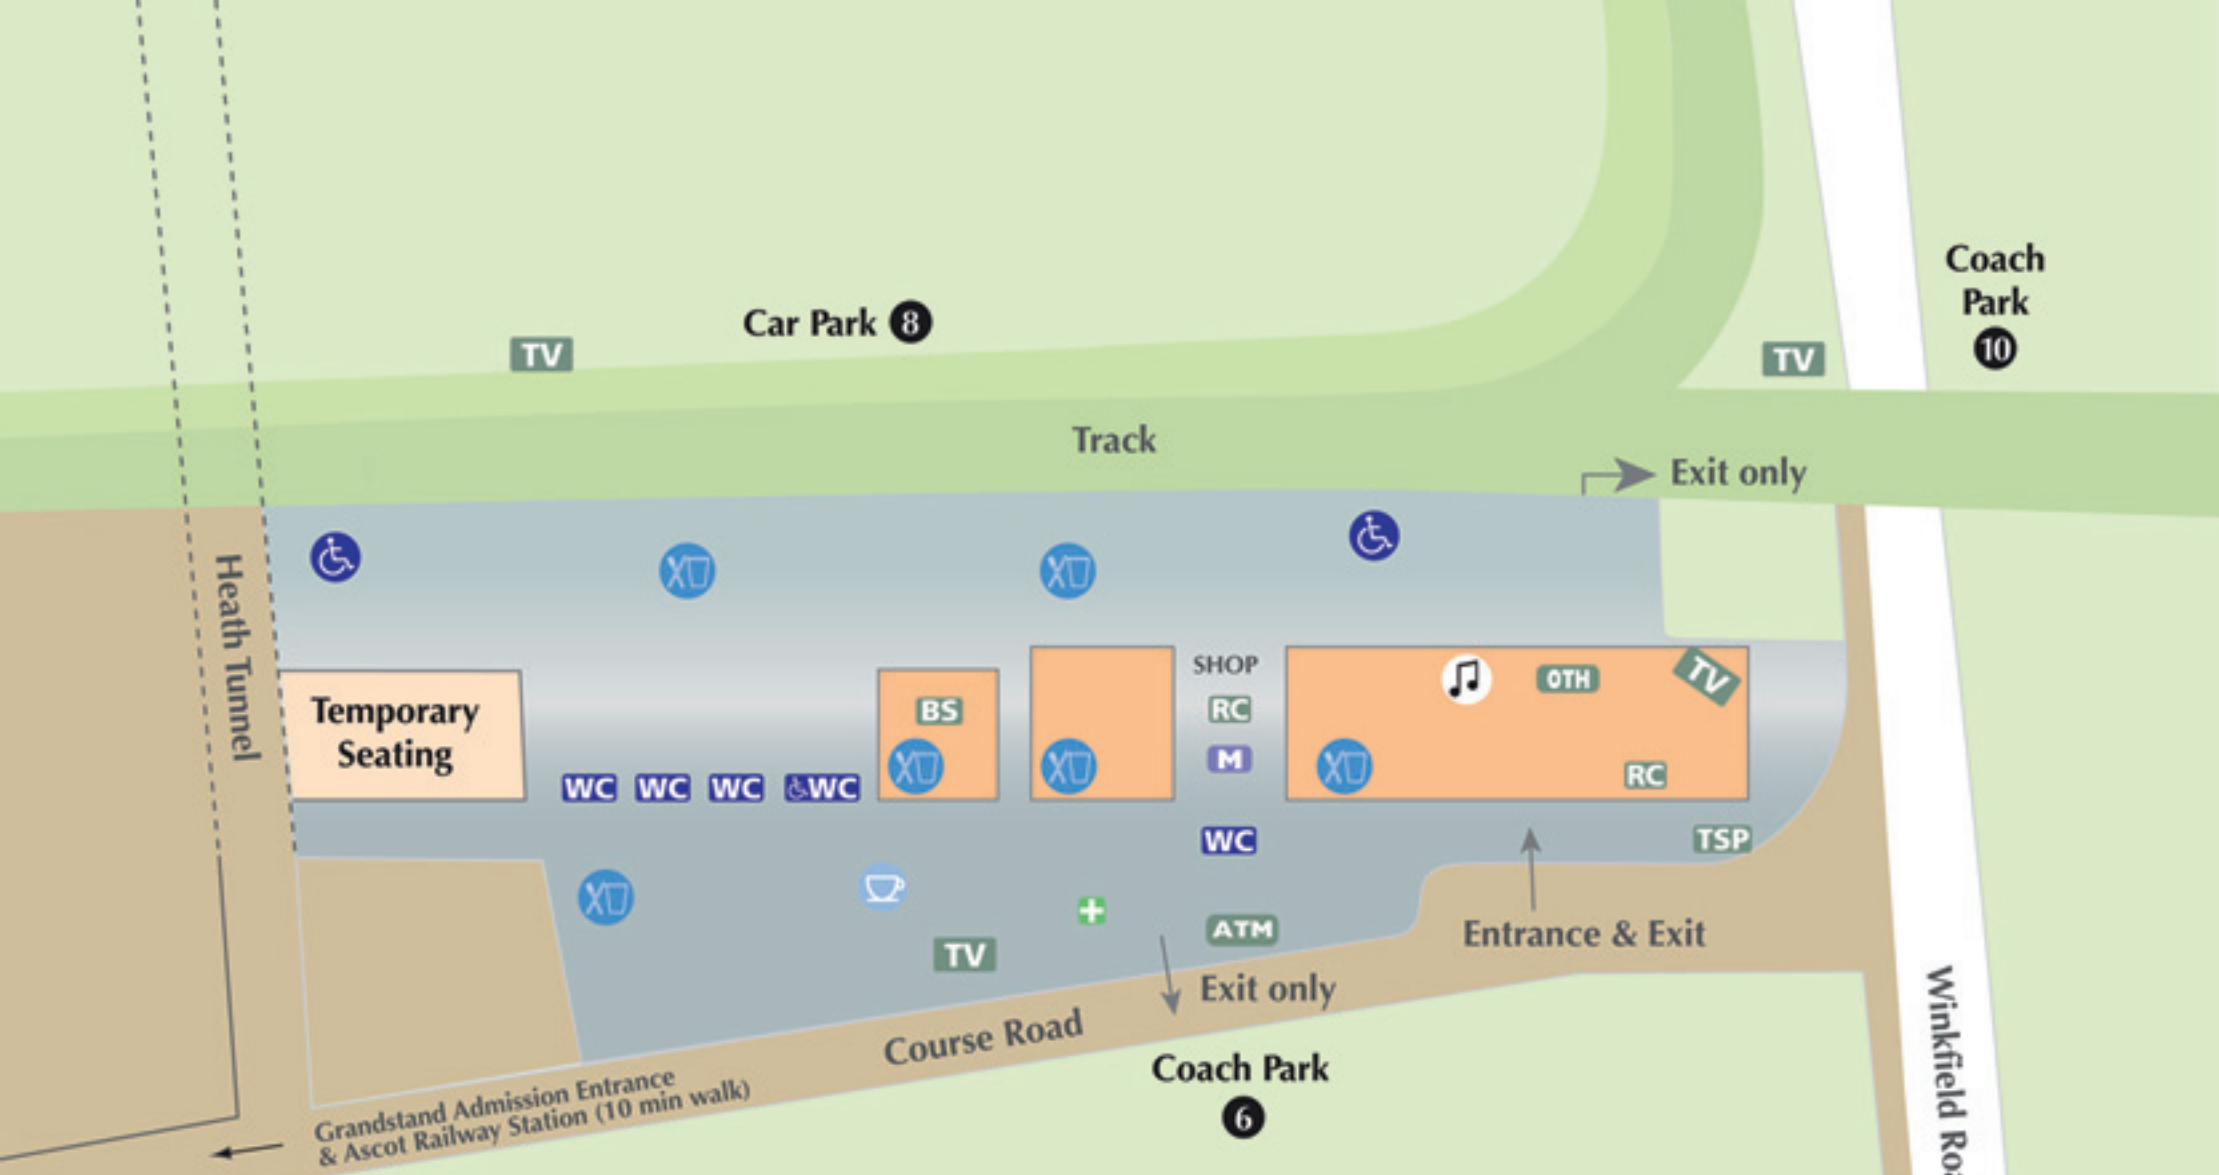 Coach
Park
10
Car Park 8
TV
TV
Track
Exit only
Heath Tunnel
SHOP
TV
OTH
BS
RC
M
Temporary
Seating
RC
WC
WC
WC
WC
WC
TSP
ATM
TV
Entrance & Exit
Exit only
Course Road
Coach Park
6
Winkfield Roa
Grandstand Admission Entrance
& Ascot Railway Station (10 min walk)